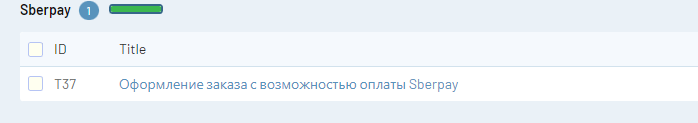 Sberpay 1
ID Title
T37 Оформление заказа с возможностью оплаты Sberpay